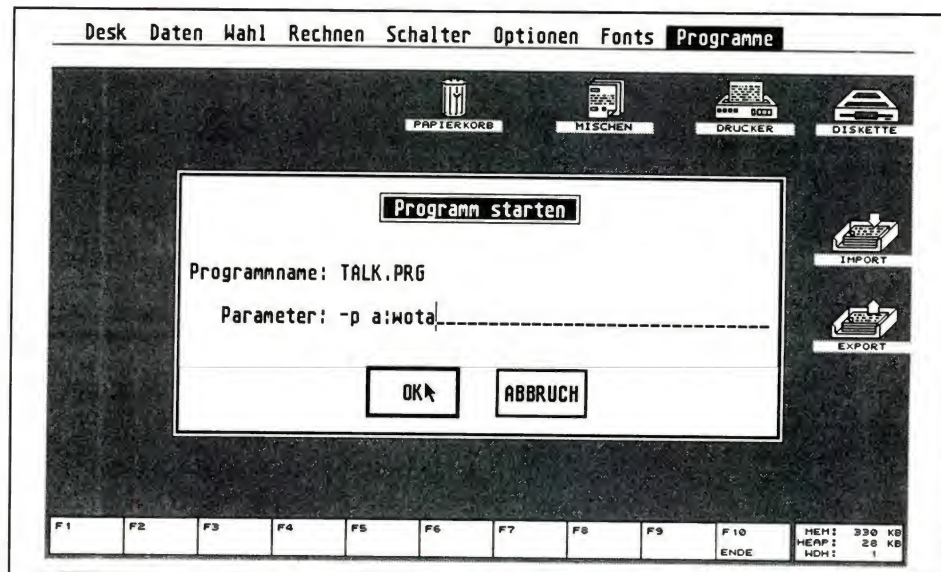 Desk Daten Wahl Rechnen Schalter Optionen Fonts Programme
PAPIERKORB MISCHEN DRUCKER DISKETTE
Programm starten
IMPORT
Programmname: TALK.PRG
Parameter: -p a:wota
EXPORT
OK ABBRUCH
F1 F2 F3 F4 F5 F6 F7 F8 F9 F10 MEM: 330 KB
HEAP: 28 KB
ENDE WDH: 1